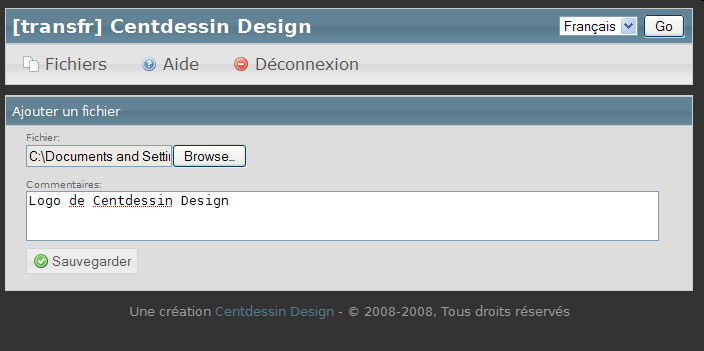 [transfr] Centdessin Design
Français
Go
Fichiers
Aide
Déconnexion
Ajouter un fichier
Fichier:
C:\Documents and Settin
Browse...
Commentaires:
Logo de Centdessin Design
Sauvegarder
Une création Centdessin Design - © 2008-2008, Tous droits réservés